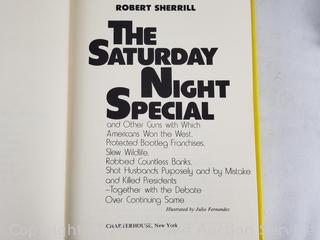 ROBERT SHERRILL
THE
SATURDAY
NIGHT
SPECIAL
and Other Guns with Which
Americans Won the West,
Protected Bootleg Franchises,
Slew Wildlife,
Robbed Countless Banks,
Shot Husbands Puposely and by Mistake
and Killed Presidents
—Together with the Debate
Over Continuing Same
Illustrated by Julio Fernandez
CHARTERHOUSE, New York